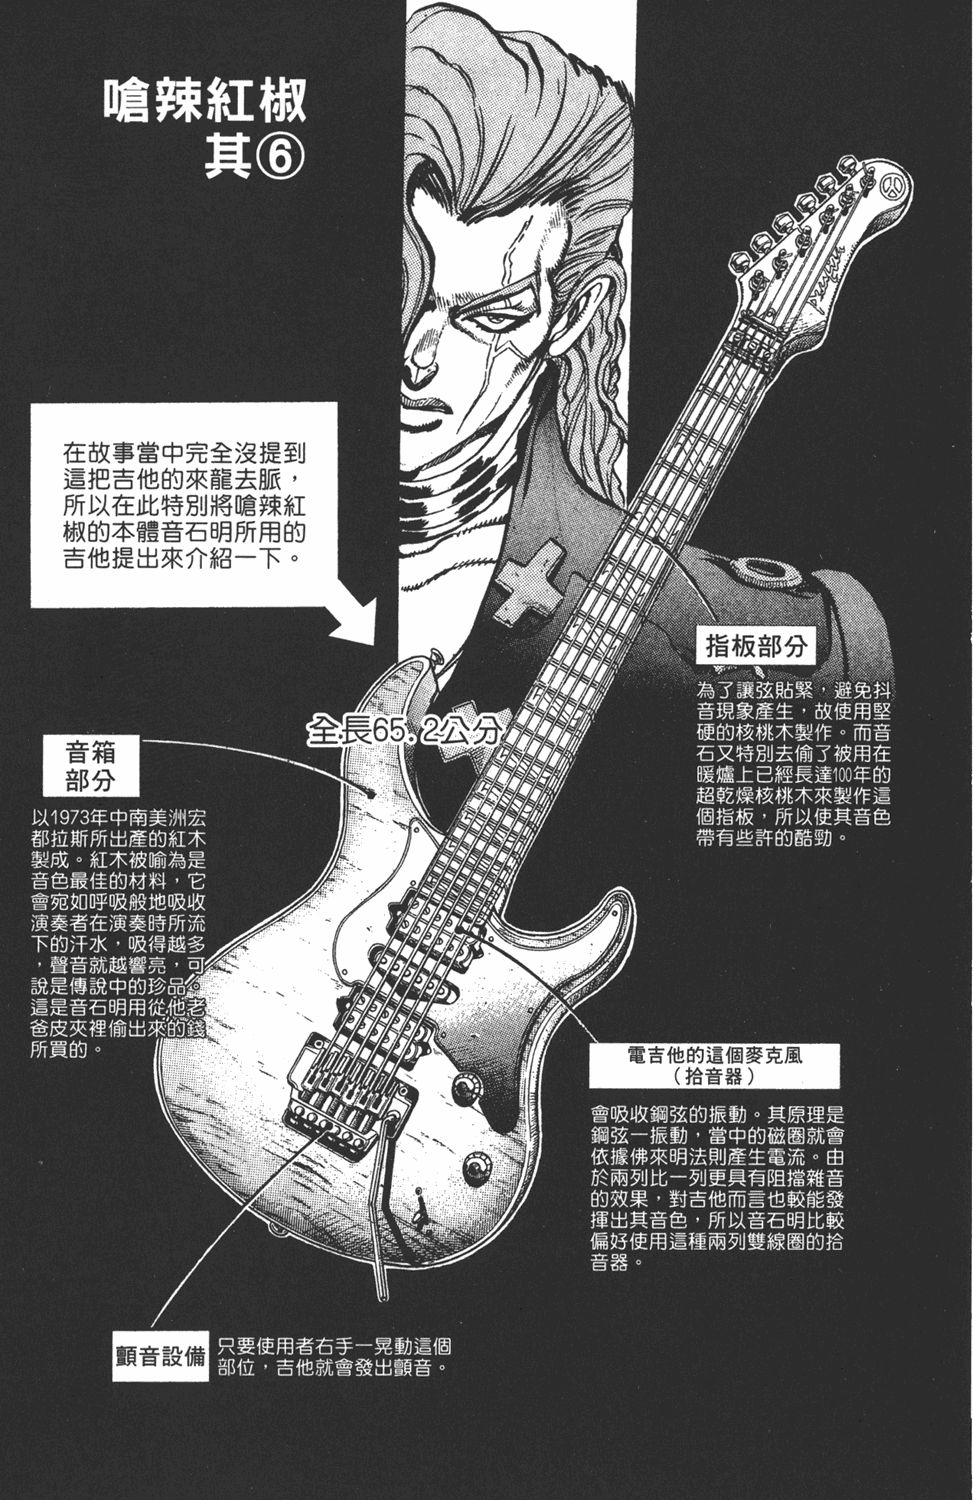 嗆辣紅椒
其⑥
在故事當中完全沒提到
這把吉他的來龍去脈，
所以在此特別將嗆辣紅
椒的本體音石明所用的
吉他提出來介紹一下。
全長65.2公分
指板部分
為了讓弦貼緊，避免抖
音現象產生，故使用堅
硬的核桃木製作。而音
石又特別去偷了被用在
暖爐上已經長達100年的
超乾燥核桃木來製作這
個指板，所以使其音色
帶有些許的酷勁。
音箱
部分
以1973年中南美洲宏
都拉斯所出產的紅木
製成。紅木被喻為是
音色最佳的材料，它
會宛如呼吸般地吸收
演奏者在演奏時所流
下的汗水，吸得越多
，聲音就越響亮，可
說是傳說中的珍品。
這是音石明用從他老
爸皮夾裡偷出來的錢
所買的。
電吉他的這個麥克風
（拾音器）
會吸收鋼弦的振動。其原理是
鋼弦一振動，當中的磁圈就會
依據佛來明法則產生電流。由
於兩列比一列更具有阻擋雜音
的效果，對吉他而言也較能發
揮出其音色，所以音石明比較
偏好使用這種兩列雙線圈的拾
音器。
顫音設備
只要使用者右手一晃動這個
部位，吉他就會發出顫音。